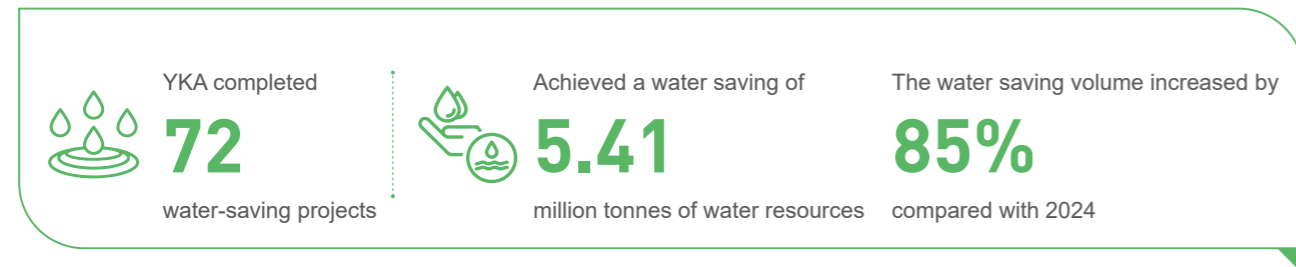 YKA completed
72
water-saving projects
Achieved a water saving of
5.41
million tonnes of water resources
The water saving volume increased by
85%
compared with 2024